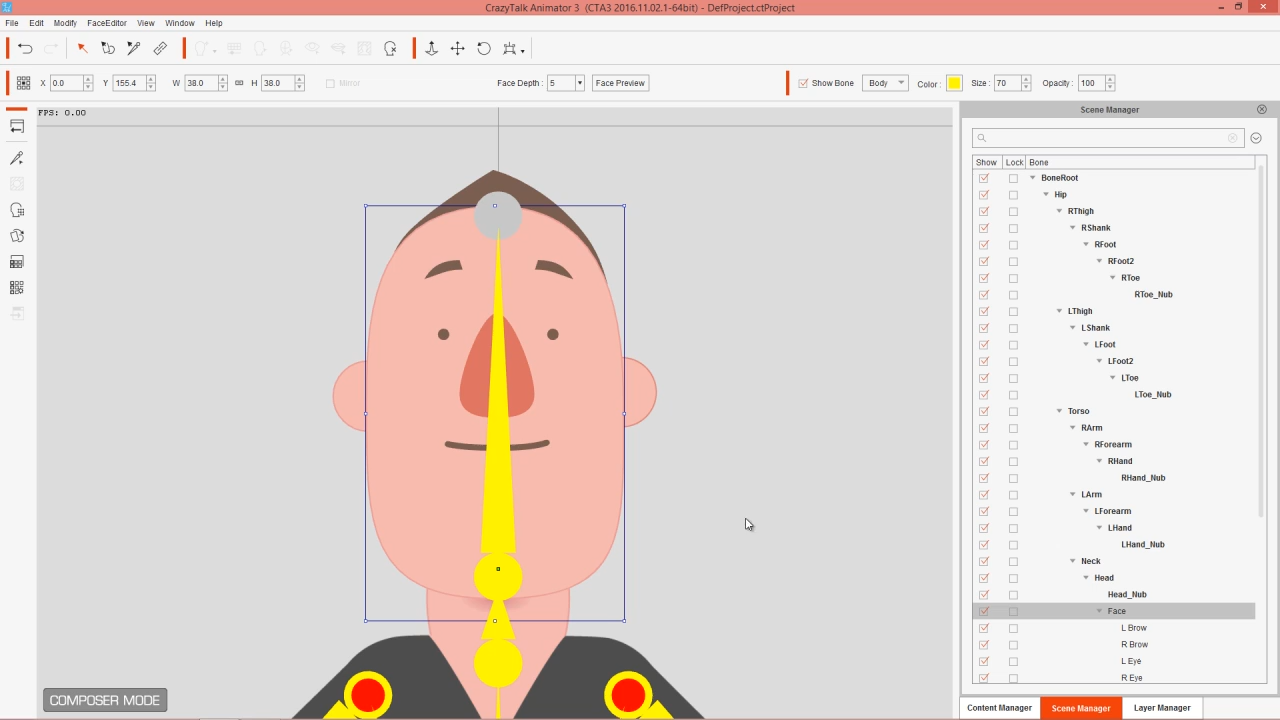 CrazyTalk Animator 3 (CTA3 2016.11.02.1-64bit) - DefProject.ctProject
File Edit Modify FaceEditor View Window Help
X 0.0 Y 155.4 W 38.0 H 38.0 Mirror Face Depth : 5 Face Preview Show Bone Body Color : Size : 70 Opacity : 100
FPS: 0.00
Scene Manager
Show Lock Bone
BoneRoot
Hip
RThigh
RShank
RFoot
RFoot2
RToe
RToe_Nub
LThigh
LShank
LFoot
LFoot2
LToe
LToe_Nub
Torso
RArm
RForearm
RHand
RHand_Nub
LArm
LForearm
LHand
LHand_Nub
Neck
Head
Head_Nub
Face
L Brow
R Brow
L Eye
R Eye
COMPOSER MODE
Content Manager Scene Manager Layer Manager